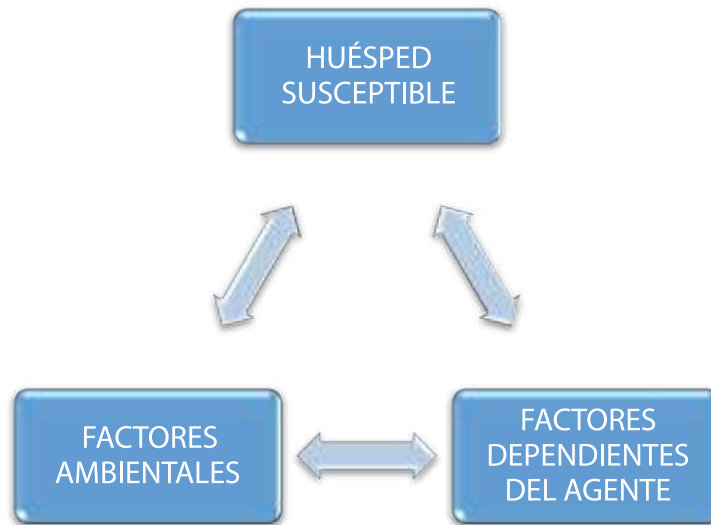 HUÉSPED
SUSCEPTIBLE
FACTORES
AMBIENTALES
FACTORES
DEPENDIENTES
DEL AGENTE